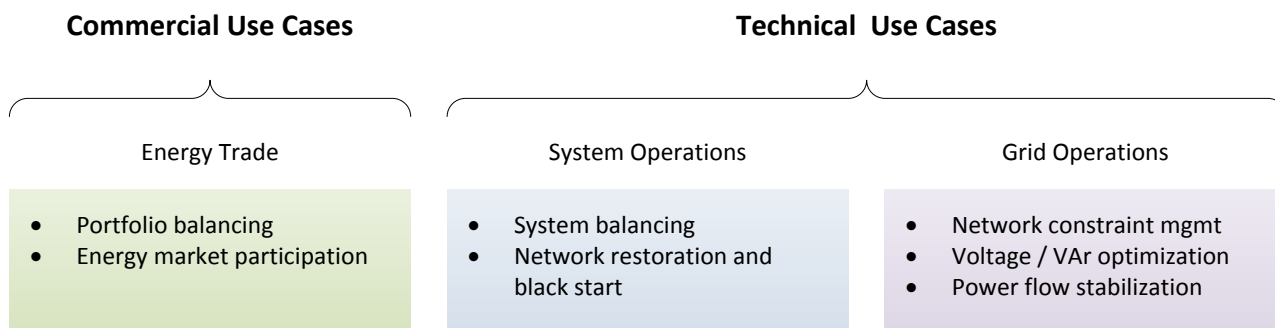 Commercial Use Cases
Technical Use Cases
Energy Trade
System Operations
Grid Operations
• Portfolio balancing
• Energy market participation
• System balancing
• Network restoration and
black start
• Network constraint mgmt
• Voltage / VAr optimization
• Power flow stabilization